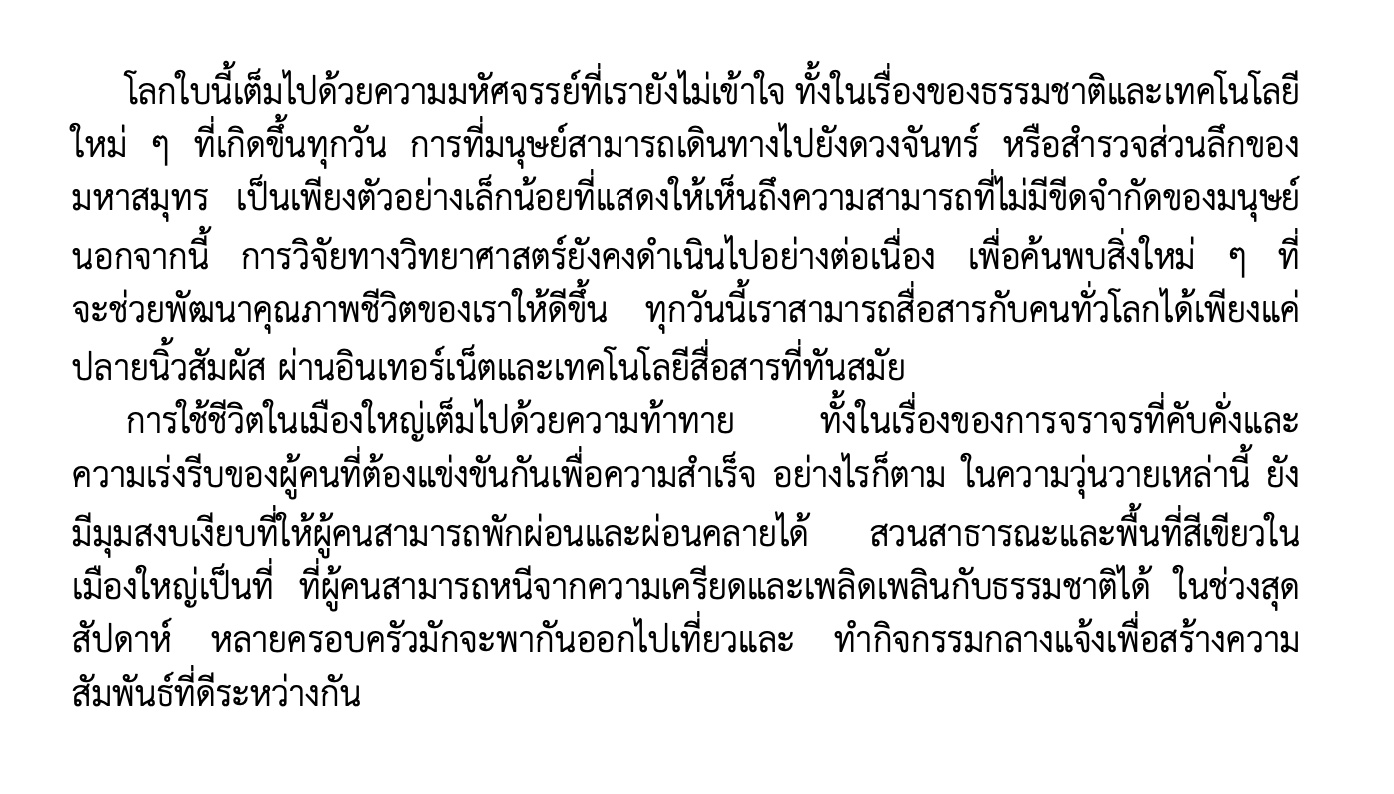 โลกใบนี้เต็มไปด้วยความมหัศจรรย์ที่เรายังไม่เข้าใจ ทั้งในเรื่องของธรรมชาติและเทคโนโลยี
ใหม่ ๆ ที่เกิดขึ้นทุกวัน การที่มนุษย์สามารถเดินทางไปยังดวงจันทร์ หรือสำรวจส่วนลึกของ
มหาสมุทร เป็นเพียงตัวอย่างเล็กน้อยที่แสดงให้เห็นถึงความสามารถที่ไม่มีขีดจำกัดของมนุษย์
นอกจากนี้ การวิจัยทางวิทยาศาสตร์ยังคงดำเนินไปอย่างต่อเนื่อง เพื่อค้นพบสิ่งใหม่ ๆ ที่
จะช่วยพัฒนาคุณภาพชีวิตของเราให้ดีขึ้น ทุกวันนี้เราสามารถสื่อสารกับคนทั่วโลกได้เพียงแค่
ปลายนิ้วสัมผัส ผ่านอินเทอร์เน็ตและเทคโนโลยีสื่อสารที่ทันสมัย
การใช้ชีวิตในเมืองใหญ่เต็มไปด้วยความท้าทาย ทั้งในเรื่องของการจราจรที่คับคั่งและ
ความเร่งรีบของผู้คนที่ต้องแข่งขันกันเพื่อความสำเร็จ อย่างไรก็ตาม ในความวุ่นวายเหล่านี้ ยัง
มีมุมสงบเงียบที่ให้ผู้คนสามารถพักผ่อนและผ่อนคลายได้ สวนสาธารณะและพื้นที่สีเขียวใน
เมืองใหญ่เป็นที่ ที่ผู้คนสามารถหนีจากความเครียดและเพลิดเพลินกับธรรมชาติได้ ในช่วงสุด
สัปดาห์ หลายครอบครัวมักจะพากันออกไปเที่ยวและ ทำกิจกรรมกลางแจ้งเพื่อสร้างความ
สัมพันธ์ที่ดีระหว่างกัน